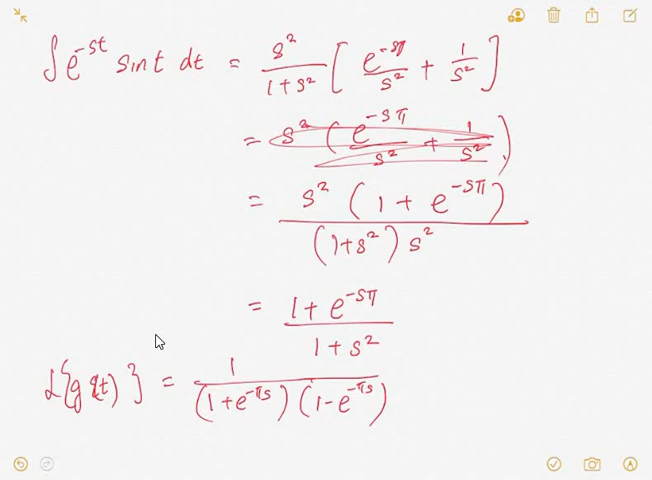 ∫ e^{-st} sin t dt = s²/(1+s²) [ e^{-sπ}/s² + 1/s² ]
= s² ( e^{-sπ}/s² + 1/s² )
= s² ( 1 + e^{-sπ} ) / (1+s²) s²
= 1 + e^{-sπ} / 1 + s²
L{g(t)} = 1 / (1+e^{-πs}) (1-e^{-πs})